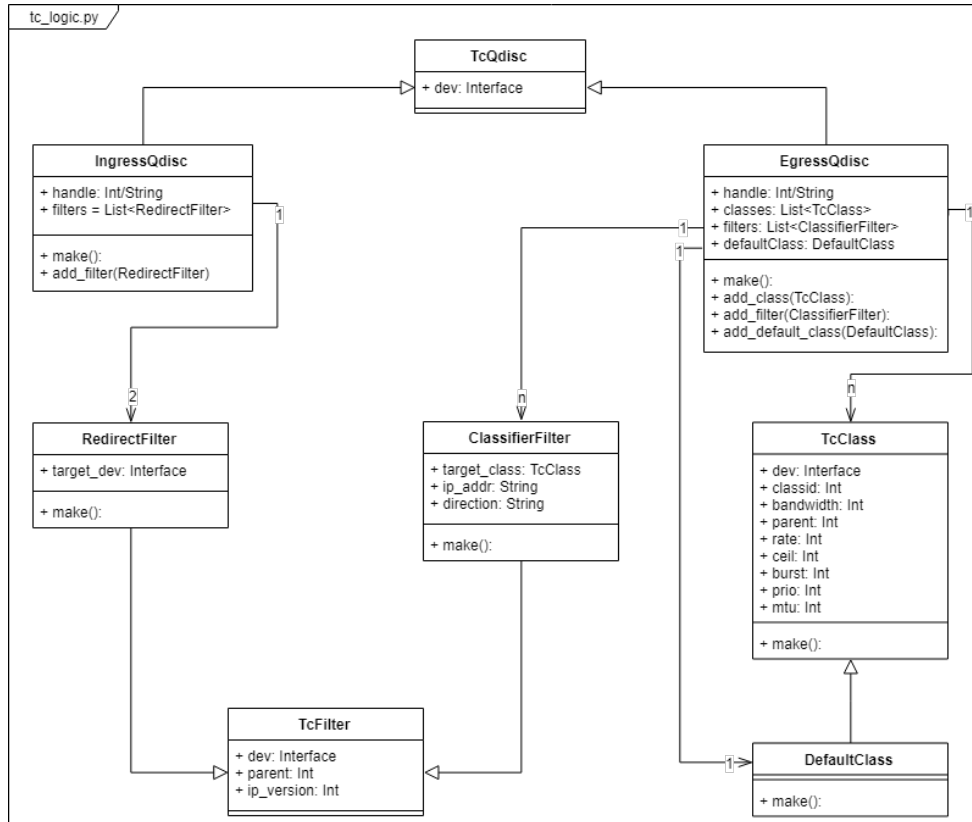 tc_logic.py
TcQdisc
+ dev: Interface
IngressQdisc
+ handle: Int/String
+ filters = List<RedirectFilter>
+ make():
+ add_filter(RedirectFilter)
EgressQdisc
+ handle: Int/String
+ classes: List<TcClass>
+ filters: List<ClassifierFilter>
+ defaultClass: DefaultClass
+ make():
+ add_class(TcClass):
+ add_filter(ClassifierFilter):
+ add_default_class(DefaultClass):
1
1
1
1
2
n
n
RedirectFilter
+ target_dev: Interface
+ make():
ClassifierFilter
+ target_class: TcClass
+ ip_addr: String
+ direction: String
+ make():
TcClass
+ dev: Interface
+ classid: Int
+ bandwidth: Int
+ parent: Int
+ rate: Int
+ ceil: Int
+ burst: Int
+ prio: Int
+ mtu: Int
+ make():
TcFilter
+ dev: Interface
+ parent: Int
+ ip_version: Int
1
DefaultClass
+ make():